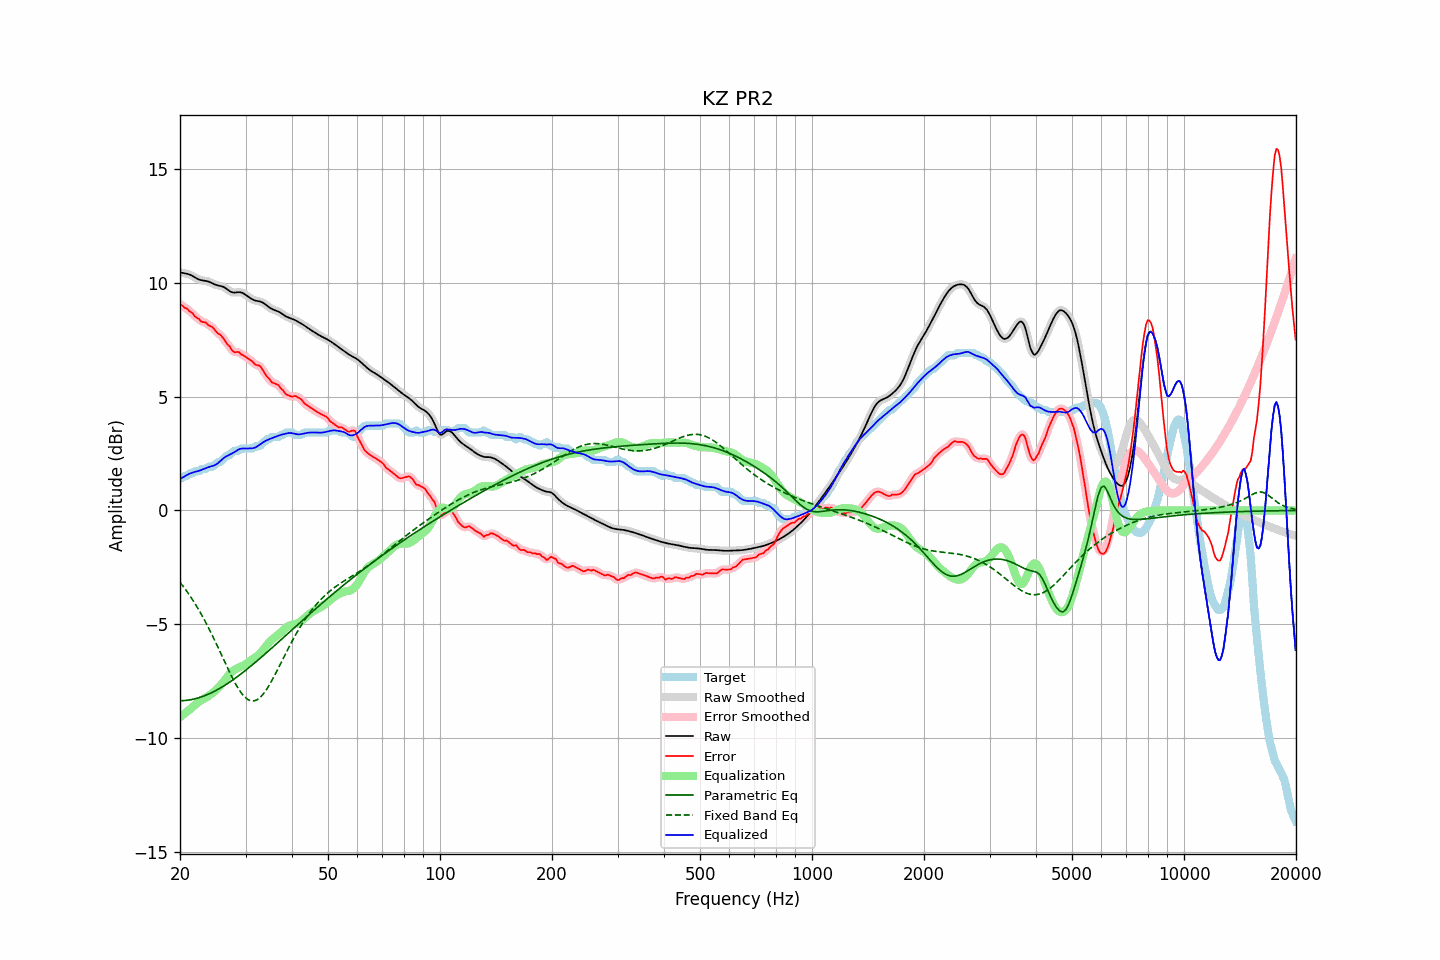 KZ PR2
Amplitude (dBr)
15
10
5
0
−5
−10
−15
Target
Raw Smoothed
Error Smoothed
Raw
Error
Equalization
Parametric Eq
Fixed Band Eq
Equalized
20 50 100 200 500 1000 2000 5000 10000 20000
Frequency (Hz)